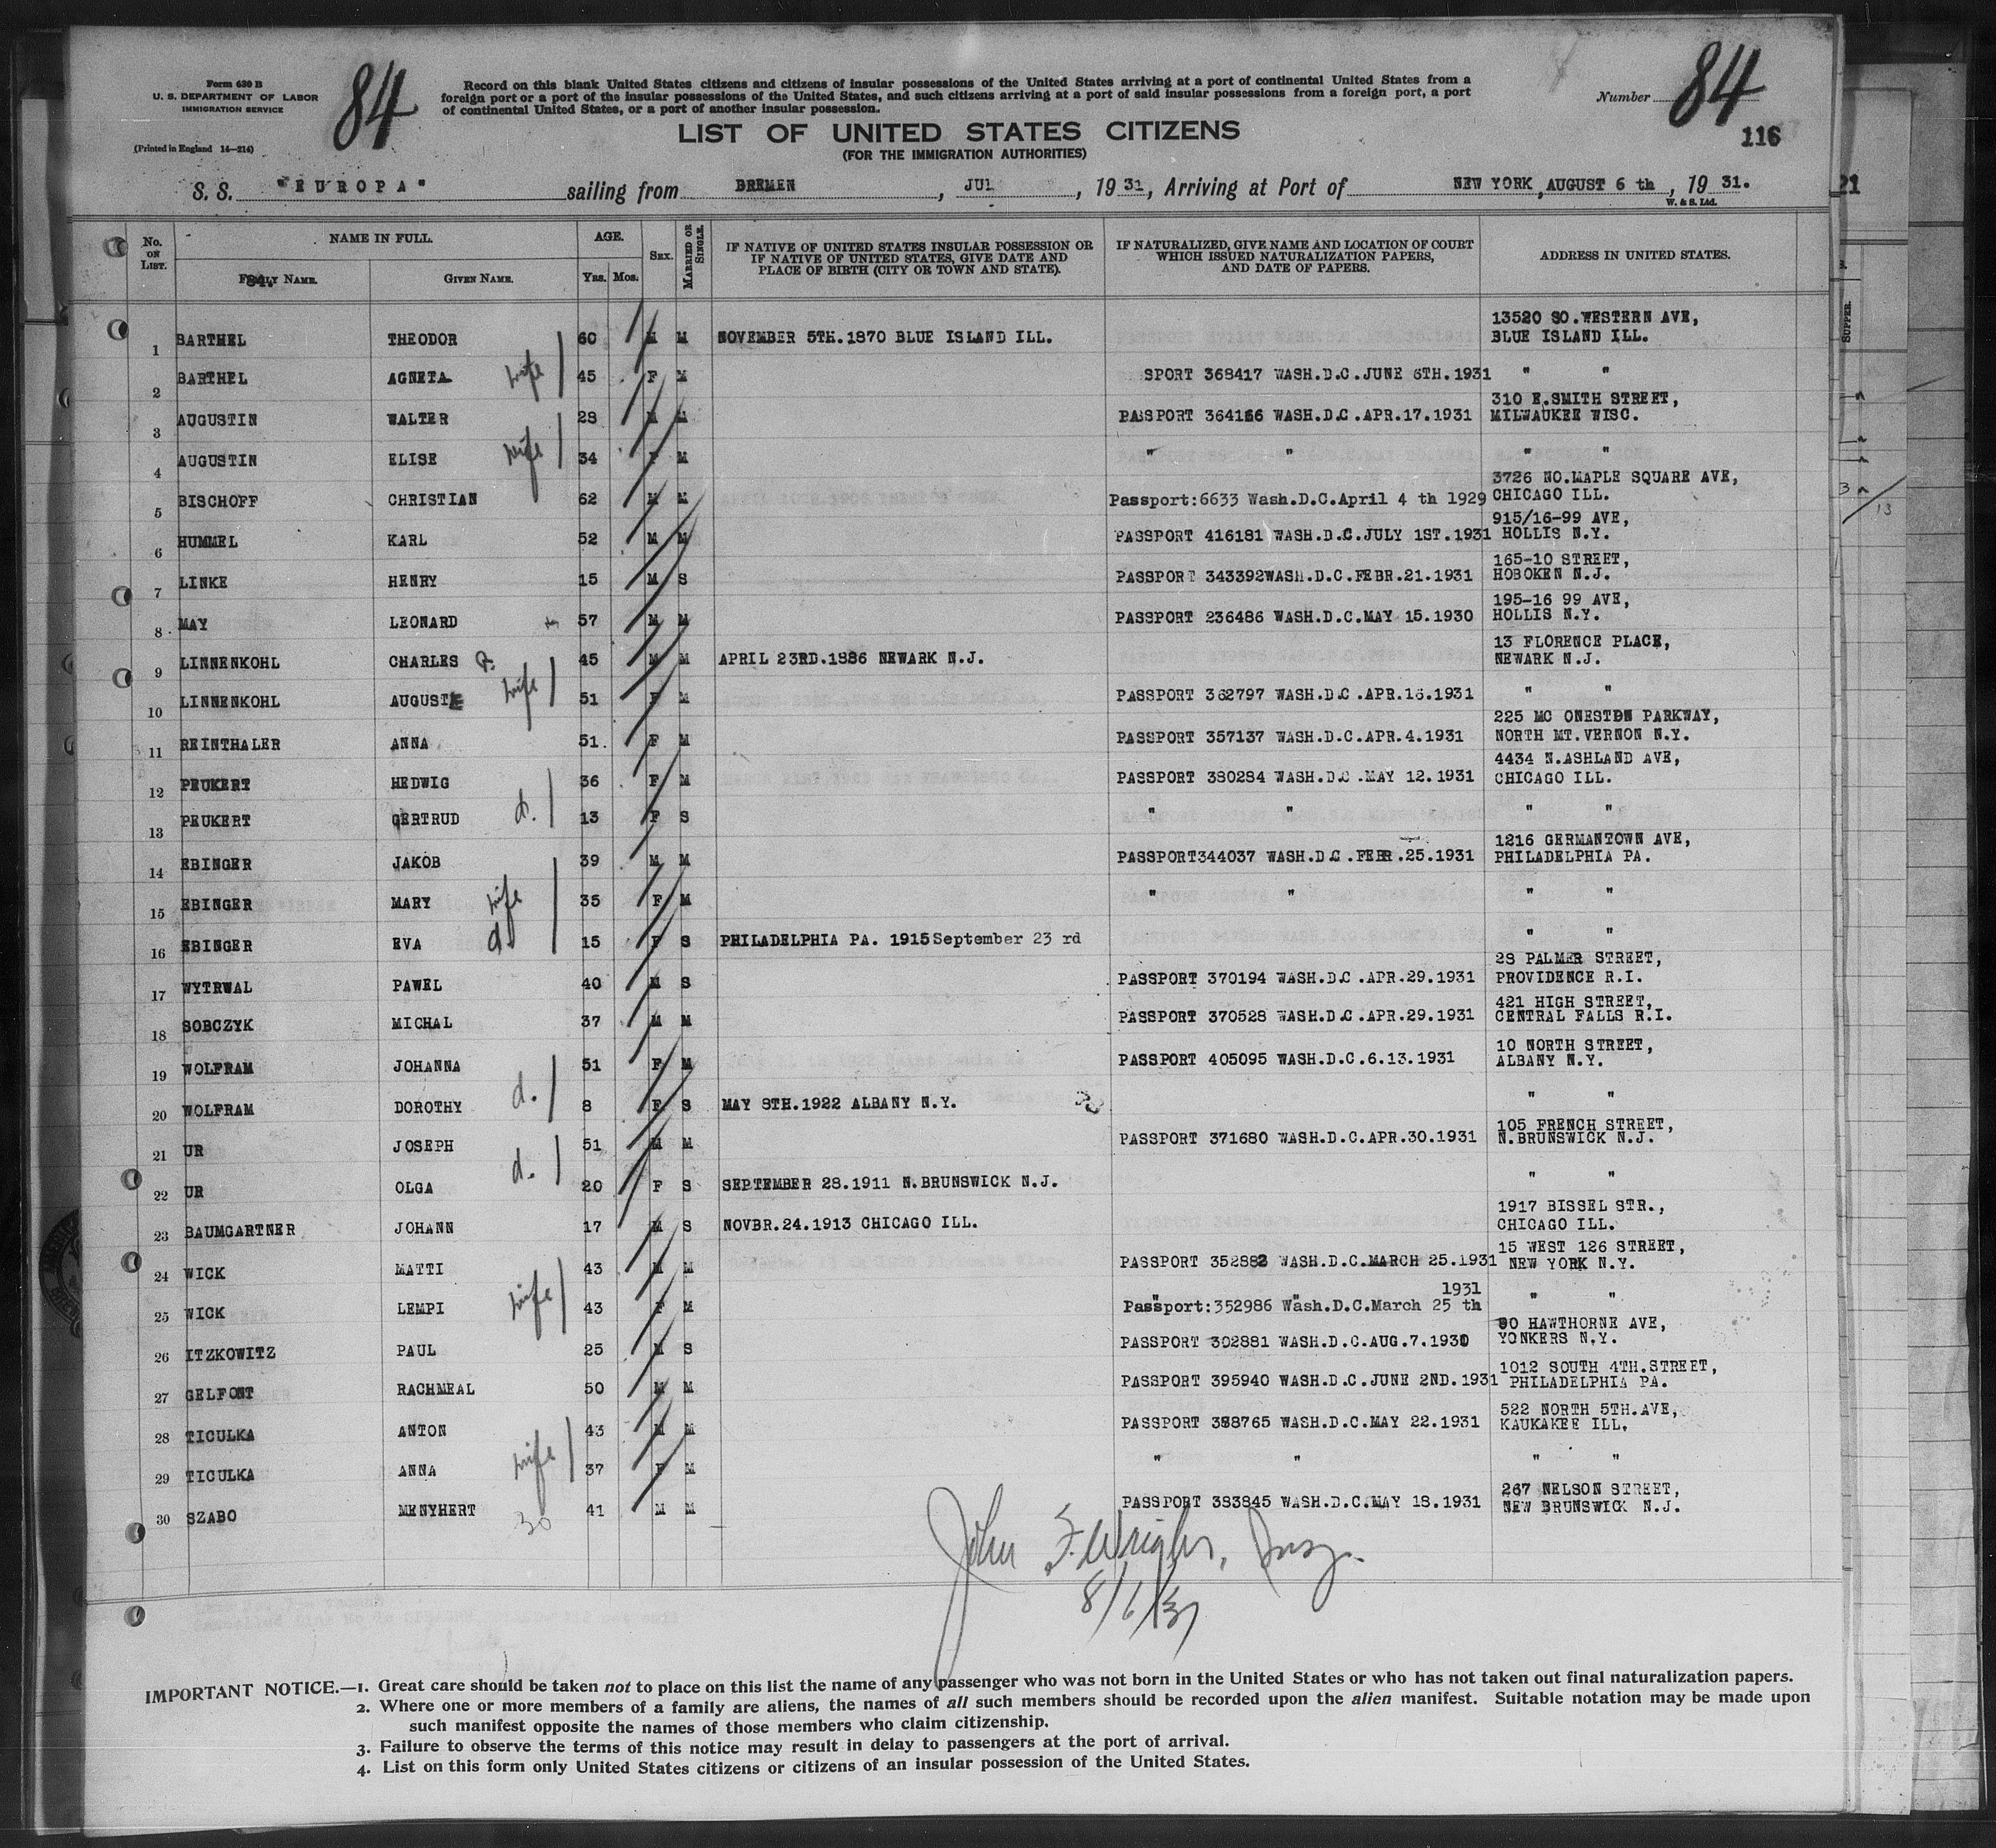 Form 630 B
U. S. DEPARTMENT OF LABOR
IMMIGRATION SERVICE
(Printed in England 14—214)
84
Record on this blank United States citizens and citizens of insular possessions of the United States arriving at a port of continental United States from a
foreign port or a port of the insular possessions of the United States, and such citizens arriving at a port of said insular possessions from a foreign port, a port
of continental United States, or a port of another insular possession.
LIST OF UNITED STATES CITIZENS
(FOR THE IMMIGRATION AUTHORITIES)
Number 84
116
S. S. "EUROPA" sailing from BREMEN, JUL, 1931, Arriving at Port of NEW YORK, AUGUST 6 th, 1931.
W. & S. Ltd.
21
No. ON LIST. NAME IN FULL. AGE. SEX. MARRIED OR SINGLE. IF NATIVE OF UNITED STATES INSULAR POSSESSION OR IF NATIVE OF UNITED STATES, GIVE DATE AND PLACE OF BIRTH (CITY OR TOWN AND STATE). IF NATURALIZED, GIVE NAME AND LOCATION OF COURT WHICH ISSUED NATURALIZATION PAPERS, AND DATE OF PAPERS. ADDRESS IN UNITED STATES.
FAMILY NAME. GIVEN NAME. YRS. MOS.
84.
SUPPER.
13520 SO.WESTERN AVE,
1 BARTHEL THEODOR 60 M M NOVEMBER 5TH.1870 BLUE ISLAND ILL. BLUE ISLAND ILL.
2 BARTHEL AGNETA wife 45 F M SPORT 368417 WASH.D.C.JUNE 6TH.1931 " "
310 E.SMITH STREET,
3 AUGUSTIN WALTER 28 M M PASSPORT 364166 WASH.D.C.APR.17.1931 MILWAUKEE WISC.
4 AUGUSTIN ELISE wife 34 F M " " " "
3726 NO.MAPLE SQUARE AVE,
5 BISCHOFF CHRISTIAN 62 M M Passport:6633 Wash.D.C.April 4 th 1929 CHICAGO ILL.
915/16-99 AVE,
6 HUMMEL KARL 52 M M PASSPORT 416181 WASH.D.C.JULY 1ST.1931 HOLLIS N.Y.
165-10 STREET,
7 LINKE HENRY 15 M S PASSPORT 343392WASH.D.C.FEBR.21.1931 HOBOKEN N.J.
195-16 99 AVE,
8 MAY LEONARD 57 M M PASSPORT 236486 WASH.D.C.MAY 15.1930 HOLLIS N.Y.
13 FLORENCE PLACE,
9 LINNENKOHL CHARLES 45 M M APRIL 23RD.1886 NEWARK N.J. NEWARK N.J.
10 LINNENKOHL AUGUSTE wife 51 F M PASSPORT 362797 WASH.D.C.APR.16.1931 " "
225 MC ONESTON PARKWAY,
11 REINTHALER ANNA 51. F M PASSPORT 357137 WASH.D.C.APR.4.1931 NORTH MT.VERNON N.Y.
4434 N.ASHLAND AVE,
12 PEUKERT HEDWIG 36 F M PASSPORT 380284 WASH.D.C.MAY 12.1931 CHICAGO ILL.
13 PEUKERT GERTRUD d. 13 F S " " " "
1216 GERMANTOWN AVE,
14 EBINGER JAKOB 39 M M PASSPORT344037 WASH.D.C.FEBR.25.1931 PHILADELPHIA PA.
15 EBINGER MARY wife 35 F M " " " "
16 EBINGER EVA d. 15 F S PHILADELPHIA PA. 1915 September 23 rd " "
28 PALMER STREET,
17 WYTRWAL PAWEL 40 M S PASSPORT 370194 WASH.D.C.APR.29.1931 PROVIDENCE R.I.
421 HIGH STREET,
18 SOBCZYK MICHAL 37 M M PASSPORT 370528 WASH.D.C.APR.29.1931 CENTRAL FALLS R.I.
10 NORTH STREET,
19 WOLFRAM JOHANNA 51 F M PASSPORT 405095 WASH.D.C.6.13.1931 ALBANY N.Y.
20 WOLFRAM DOROTHY d. 8 F S MAY 8TH.1922 ALBANY N.Y. " "
105 FRENCH STREET,
21 UR JOSEPH 51 M M PASSPORT 371680 WASH.D.C.APR.30.1931 N.BRUNSWICK N.J.
22 UR OLGA d. 20 F S SEPTEMBER 28.1911 N.BRUNSWICK N.J. " "
1917 BISSEL STR.,
23 BAUMGARTNER JOHANN 17 M S NOVBR.24.1913 CHICAGO ILL. CHICAGO ILL.
15 WEST 126 STREET,
24 WICK MATTI 43 M M PASSPORT 352882 WASH.D.C.MARCH 25.1931 NEW YORK N.Y.
1931
25 WICK LEMPI wife 43 F M Passport:352986 Wash.D.C.March 25 th " "
90 HAWTHORNE AVE,
26 ITZKOWITZ PAUL 25 M S PASSPORT 302881 WASH.D.C.AUG.7.1930 YONKERS N.Y.
1012 SOUTH 4TH.STREET,
27 GELFONT RACHMEAL 50 M M PASSPORT 395940 WASH.D.C.JUNE 2ND.1931 PHILADELPHIA PA.
522 NORTH 5TH.AVE,
28 TICULKA ANTON 43 M M PASSPORT 388765 WASH.D.C.MAY 22.1931 KAUKAKEE ILL.
29 TICULKA ANNA wife 37 F M " " " "
267 NELSON STREET,
30 SZABO MENYHERT 30 41 M M PASSPORT 383845 WASH.D.C.MAY 18.1931 NEW BRUNSWICK N.J.
John F. Wright, Insp.
8/6/31
IMPORTANT NOTICE.—1. Great care should be taken not to place on this list the name of any passenger who was not born in the United States or who has not taken out final naturalization papers.
2. Where one or more members of a family are aliens, the names of all such members should be recorded upon the alien manifest. Suitable notation may be made upon
such manifest opposite the names of those members who claim citizenship.
3. Failure to observe the terms of this notice may result in delay to passengers at the port of arrival.
4. List on this form only United States citizens or citizens of an insular possession of the United States.